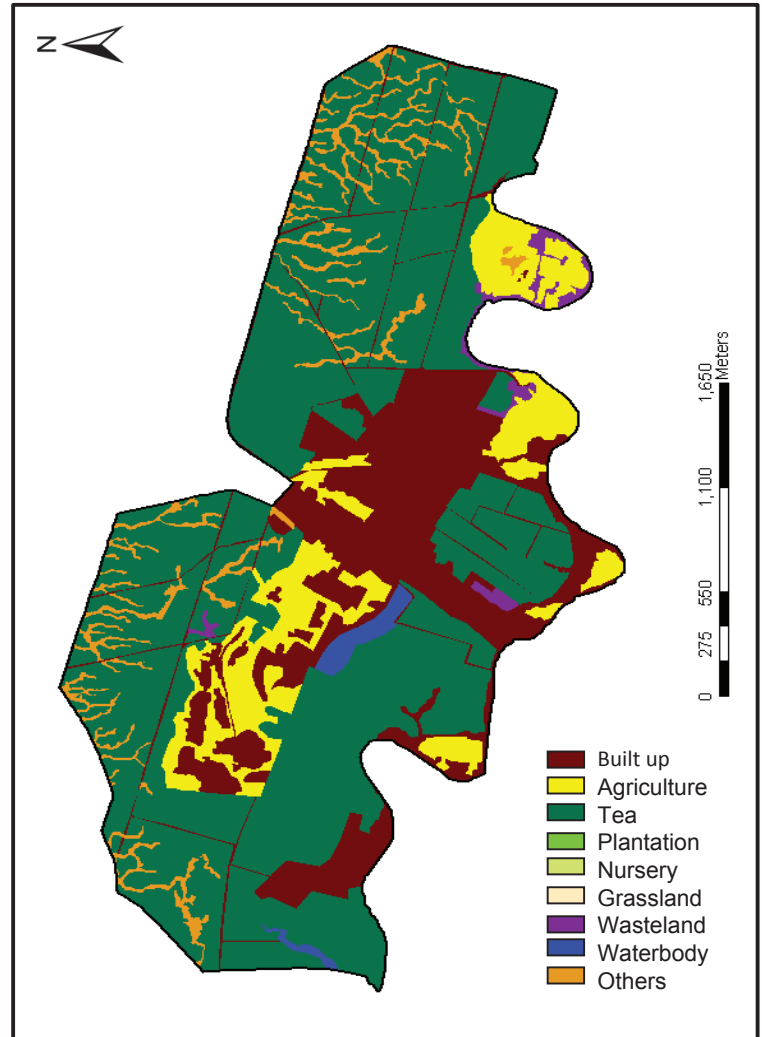 N
0
275
550
1,100
1,650
Meters
Built up
Agriculture
Tea
Plantation
Nursery
Grassland
Wasteland
Waterbody
Others